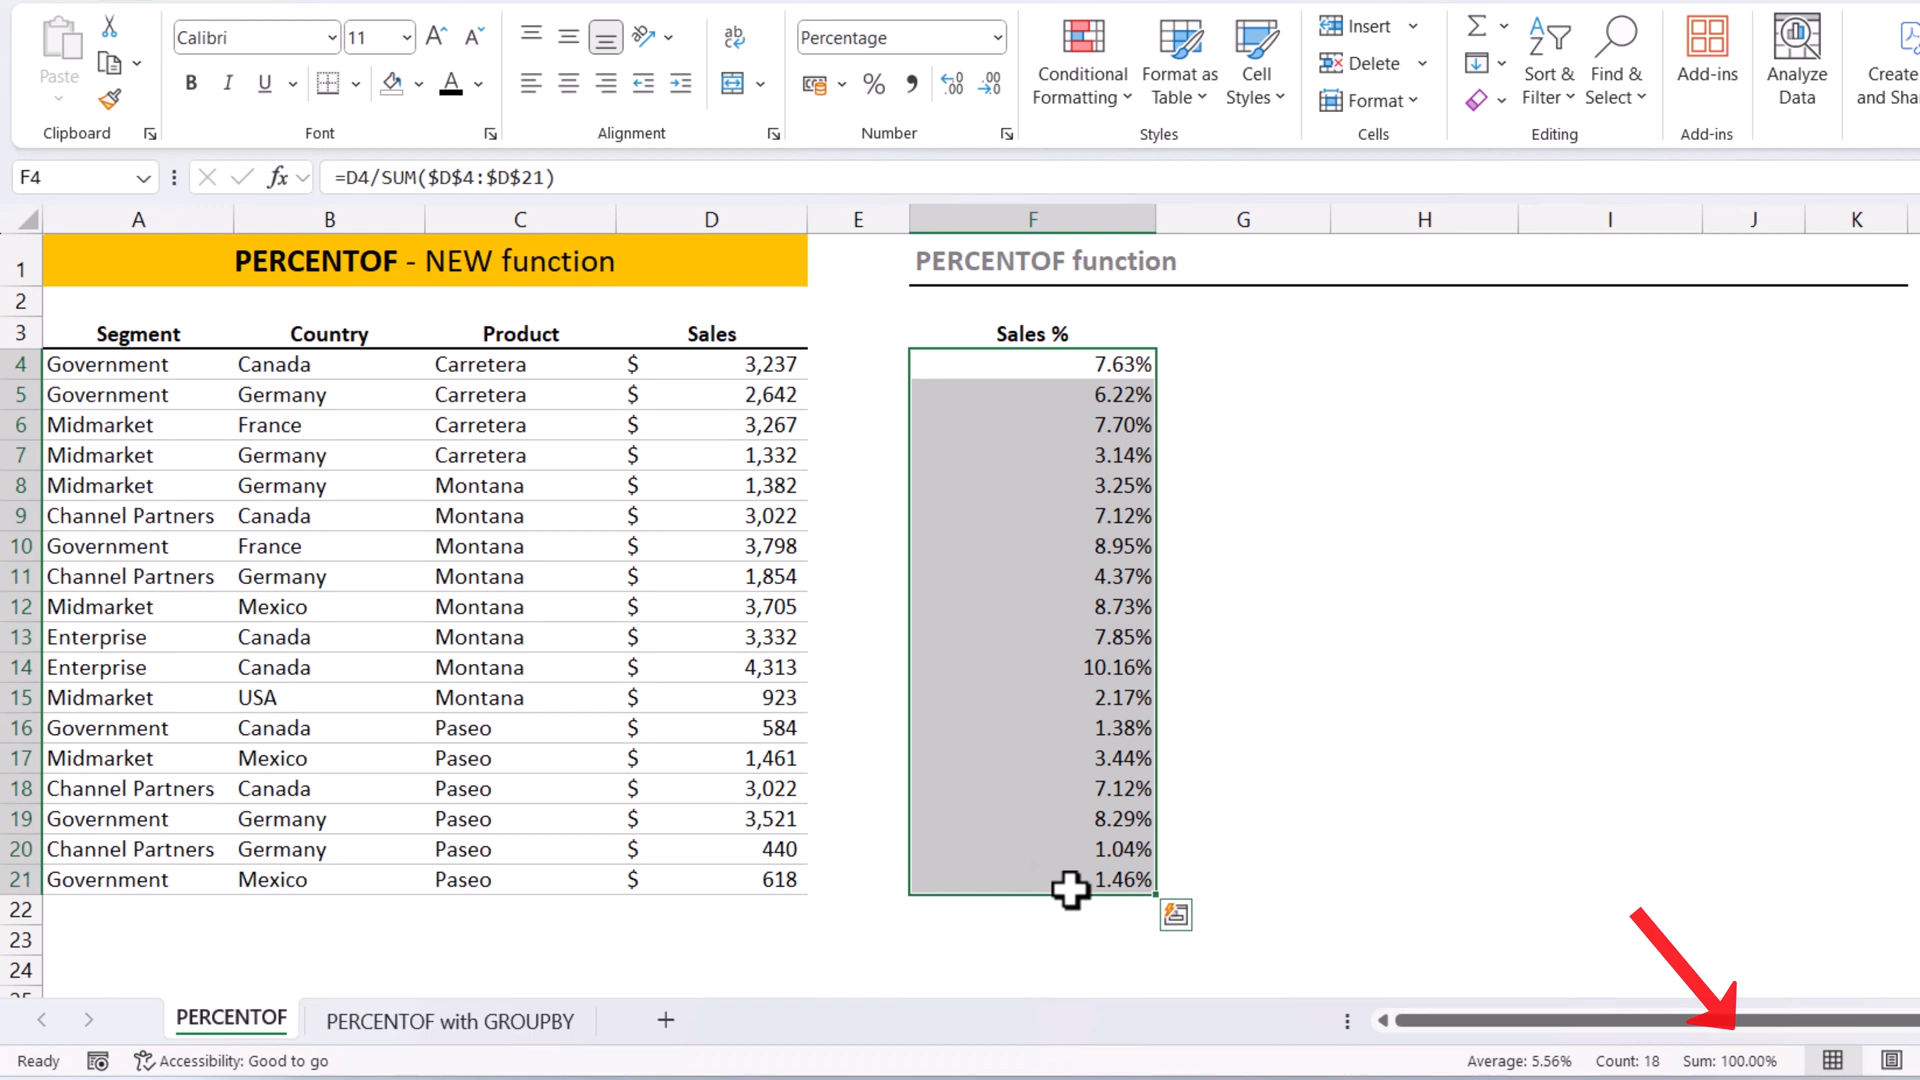 Paste
Clipboard
Calibri
11
B I U
Font
Alignment
Percentage
Number
Conditional Formatting
Format as Table
Cell Styles
Styles
Insert
Delete
Format
Cells
Sort & Filter
Find & Select
Editing
Add-ins
Add-ins
Analyze Data
Create
and Sha
F4
fx
=D4/SUM($D$4:$D$21)
A B C D E F G H I J K
1 PERCENTOF - NEW function PERCENTOF function
2
3 Segment Country Product Sales Sales %
4 Government Canada Carretera $ 3,237 7.63%
5 Government Germany Carretera $ 2,642 6.22%
6 Midmarket France Carretera $ 3,267 7.70%
7 Midmarket Germany Carretera $ 1,332 3.14%
8 Midmarket Germany Montana $ 1,382 3.25%
9 Channel Partners Canada Montana $ 3,022 7.12%
10 Government France Montana $ 3,798 8.95%
11 Channel Partners Germany Montana $ 1,854 4.37%
12 Midmarket Mexico Montana $ 3,705 8.73%
13 Enterprise Canada Montana $ 3,332 7.85%
14 Enterprise Canada Montana $ 4,313 10.16%
15 Midmarket USA Montana $ 923 2.17%
16 Government Canada Paseo $ 584 1.38%
17 Midmarket Mexico Paseo $ 1,461 3.44%
18 Channel Partners Canada Paseo $ 3,022 7.12%
19 Government Germany Paseo $ 3,521 8.29%
20 Channel Partners Germany Paseo $ 440 1.04%
21 Government Mexico Paseo $ 618 1.46%
22
23
24
PERCENTOF PERCENTOF with GROUPBY
Ready Accessibility: Good to go Average: 5.56% Count: 18 Sum: 100.00%